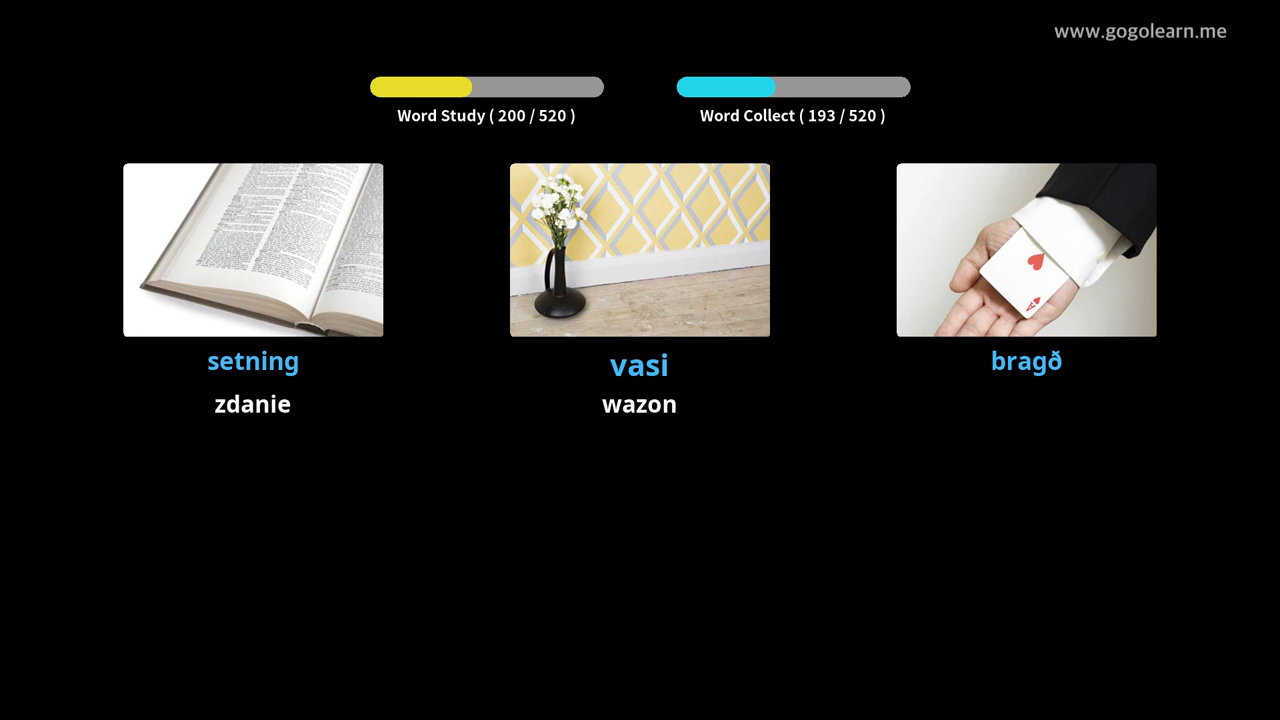 www.gogolearn.me
Word Study ( 200 / 520 )
Word Collect ( 193 / 520 )
setning
zdanie
vasi
wazon
bragð